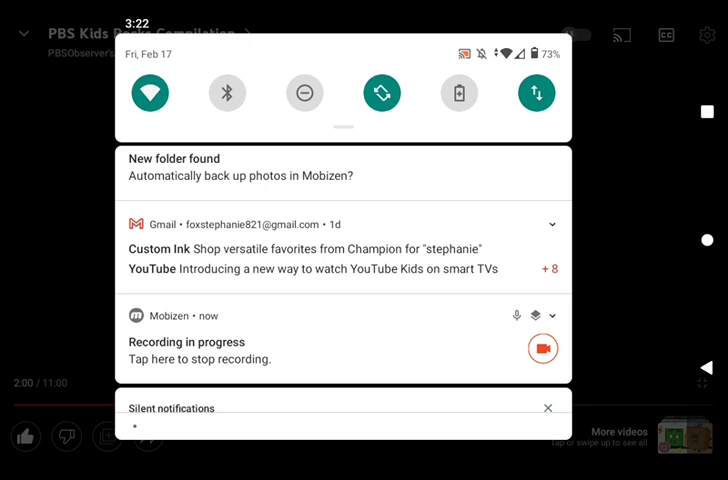 3:22
PBS Kids Rocks Compilation
PBSObserver's
Fri, Feb 17
73%
CC
New folder found
Automatically back up photos in Mobizen?
Gmail • foxstephanie821@gmail.com • 1d
Custom Ink Shop versatile favorites from Champion for "stephanie"
YouTube Introducing a new way to watch YouTube Kids on smart TVs
+ 8
Mobizen • now
Recording in progress
Tap here to stop recording.
2:00 / 11:00
Silent notifications
More videos
Tap or swipe up to see all